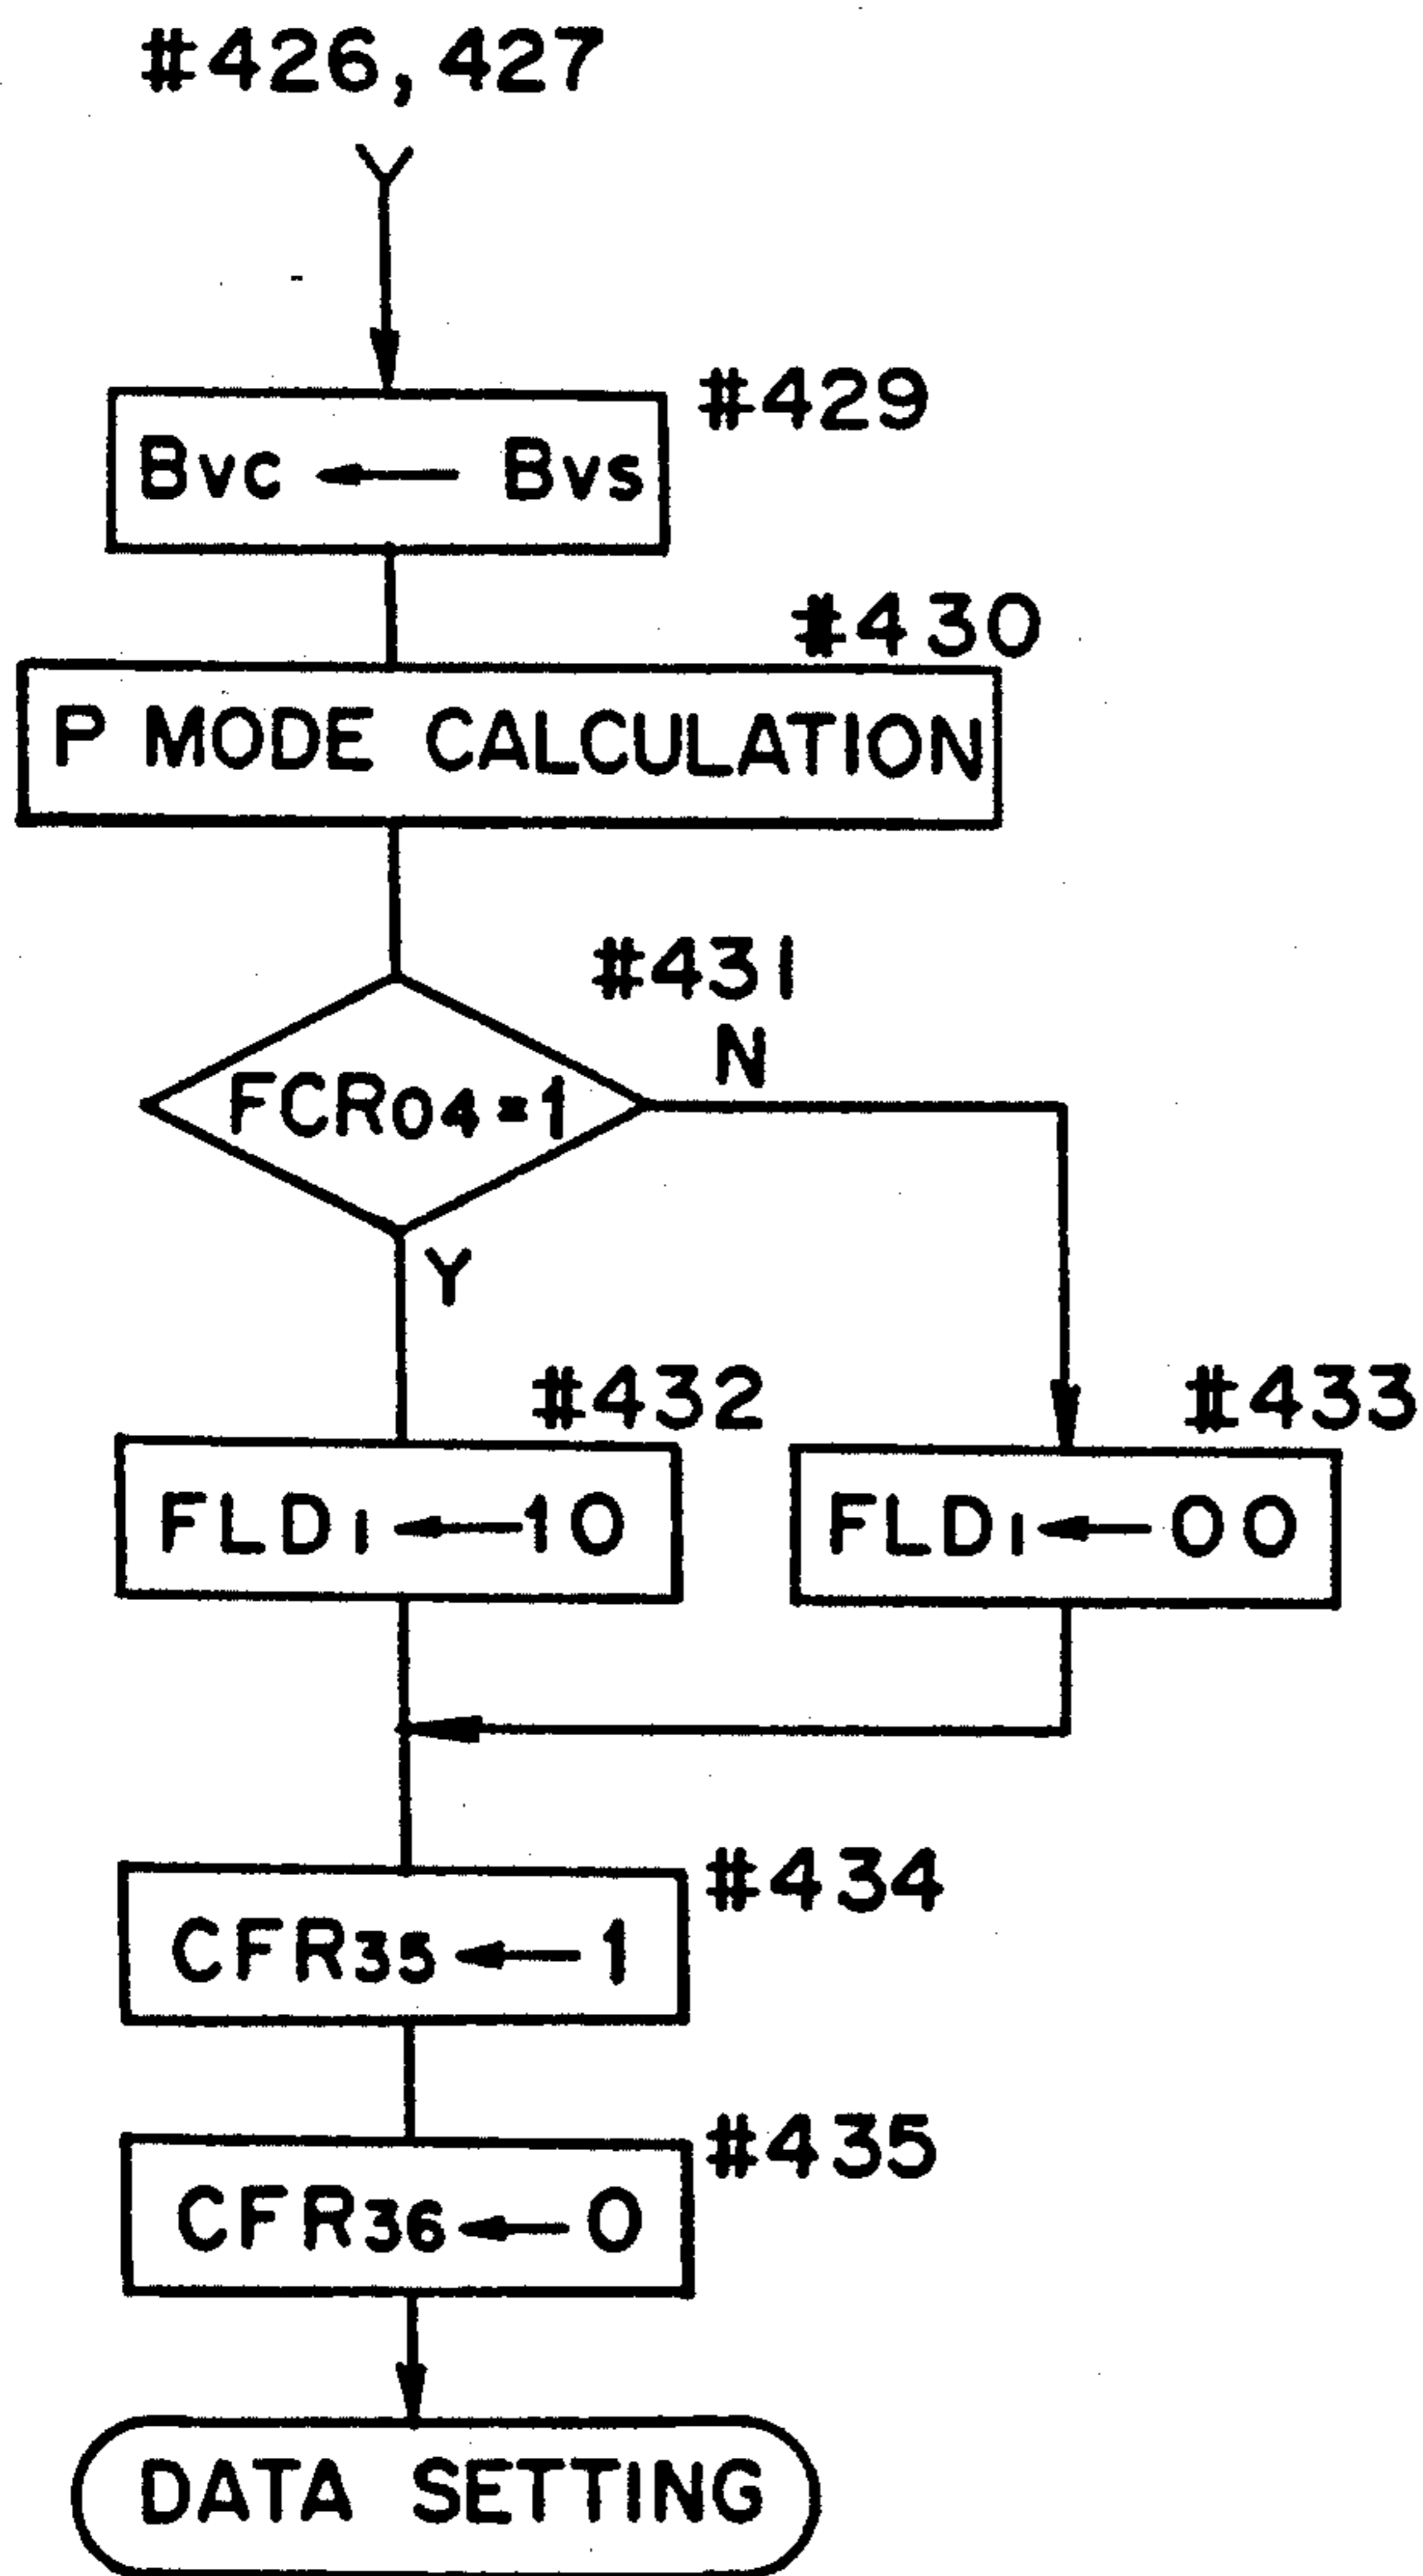 #426, 427
Y
#429
Bvc ← Bvs
#430
P MODE CALCULATION
#431
N
FCR04=1
Y
#432
#433
FLD1←10
FLD1←00
#434
CFR35←1
#435
CFR36←0
DATA SETTING